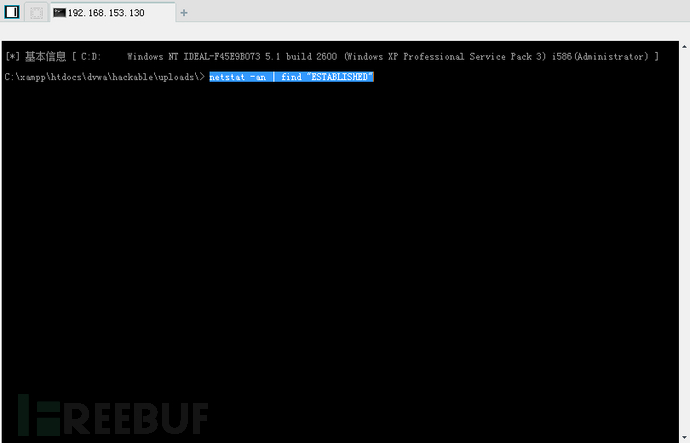 192.168.153.130
[*] 基本信息 [ C:D: Windows NT IDEAL-F45E9B073 5.1 build 2600 (Windows XP Professional Service Pack 3) i586(Administrator) ]
C:\xampp\htdocs\dvwa\hackable\uploads\> netstat -an | find "ESTABLISHED"
FREEBUF